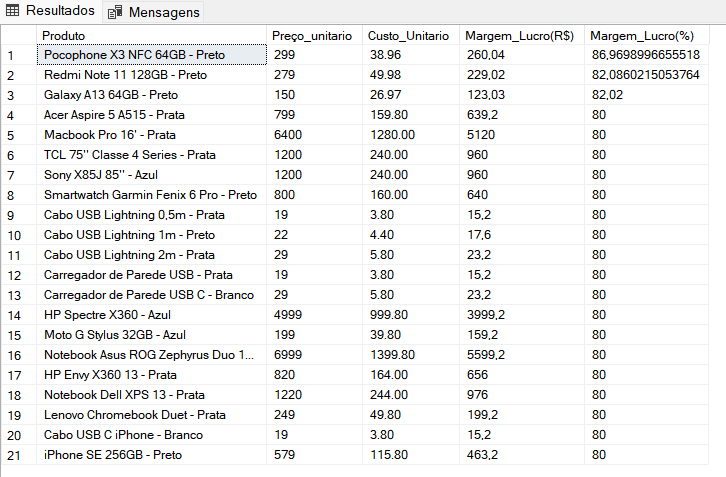 Resultados Mensagens
Produto Preço_unitario Custo_Unitario Margem_Lucro(R$) Margem_Lucro(%)
1 Pocophone X3 NFC 64GB - Preto 299 38.96 260,04 86,9698996655518
2 Redmi Note 11 128GB - Preto 279 49.98 229,02 82,0860215053764
3 Galaxy A13 64GB - Preto 150 26.97 123,03 82,02
4 Acer Aspire 5 A515 - Prata 799 159.80 639,2 80
5 Macbook Pro 16' - Prata 6400 1280.00 5120 80
6 TCL 75'' Classe 4 Series - Prata 1200 240.00 960 80
7 Sony X85J 85'' - Azul 1200 240.00 960 80
8 Smartwatch Garmin Fenix 6 Pro - Preto 800 160.00 640 80
9 Cabo USB Lightning 0,5m - Prata 19 3.80 15,2 80
10 Cabo USB Lightning 1m - Preto 22 4.40 17,6 80
11 Cabo USB Lightning 2m - Prata 29 5.80 23,2 80
12 Carregador de Parede USB - Prata 19 3.80 15,2 80
13 Carregador de Parede USB C - Branco 29 5.80 23,2 80
14 HP Spectre X360 - Azul 4999 999.80 3999,2 80
15 Moto G Stylus 32GB - Azul 199 39.80 159,2 80
16 Notebook Asus ROG Zephyrus Duo 1... 6999 1399.80 5599,2 80
17 HP Envy X360 13 - Prata 820 164.00 656 80
18 Notebook Dell XPS 13 - Prata 1220 244.00 976 80
19 Lenovo Chromebook Duet - Prata 249 49.80 199,2 80
20 Cabo USB C iPhone - Branco 19 3.80 15,2 80
21 iPhone SE 256GB - Preto 579 115.80 463,2 80